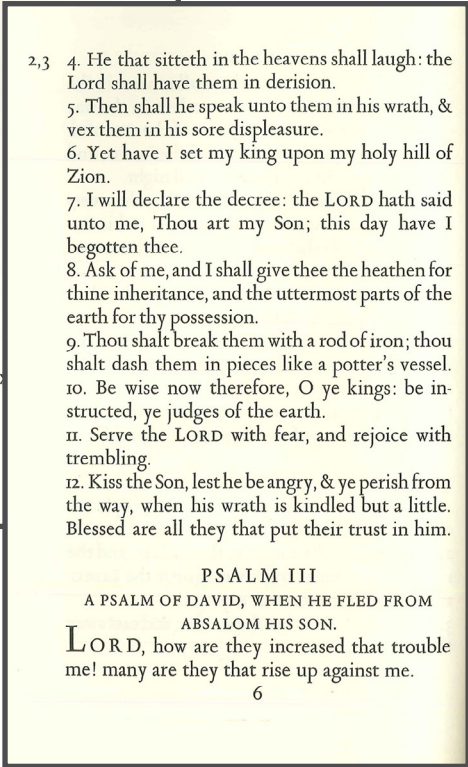 2,3 4. He that sitteth in the heavens shall laugh: the
Lord shall have them in derision.
5. Then shall he speak unto them in his wrath, &
vex them in his sore displeasure.
6. Yet have I set my king upon my holy hill of
Zion.
7. I will declare the decree: the LORD hath said
unto me, Thou art my Son; this day have I
begotten thee.
8. Ask of me, and I shall give thee the heathen for
thine inheritance, and the uttermost parts of the
earth for thy possession.
9. Thou shalt break them with a rod of iron; thou
shalt dash them in pieces like a potter's vessel.
10. Be wise now therefore, O ye kings: be in-
structed, ye judges of the earth.
11. Serve the LORD with fear, and rejoice with
trembling.
12. Kiss the Son, lest he be angry, & ye perish from
the way, when his wrath is kindled but a little.
Blessed are all they that put their trust in him.
PSALM III
A PSALM OF DAVID, WHEN HE FLED FROM
ABSALOM HIS SON.
LORD, how are they increased that trouble
me! many are they that rise up against me.
6